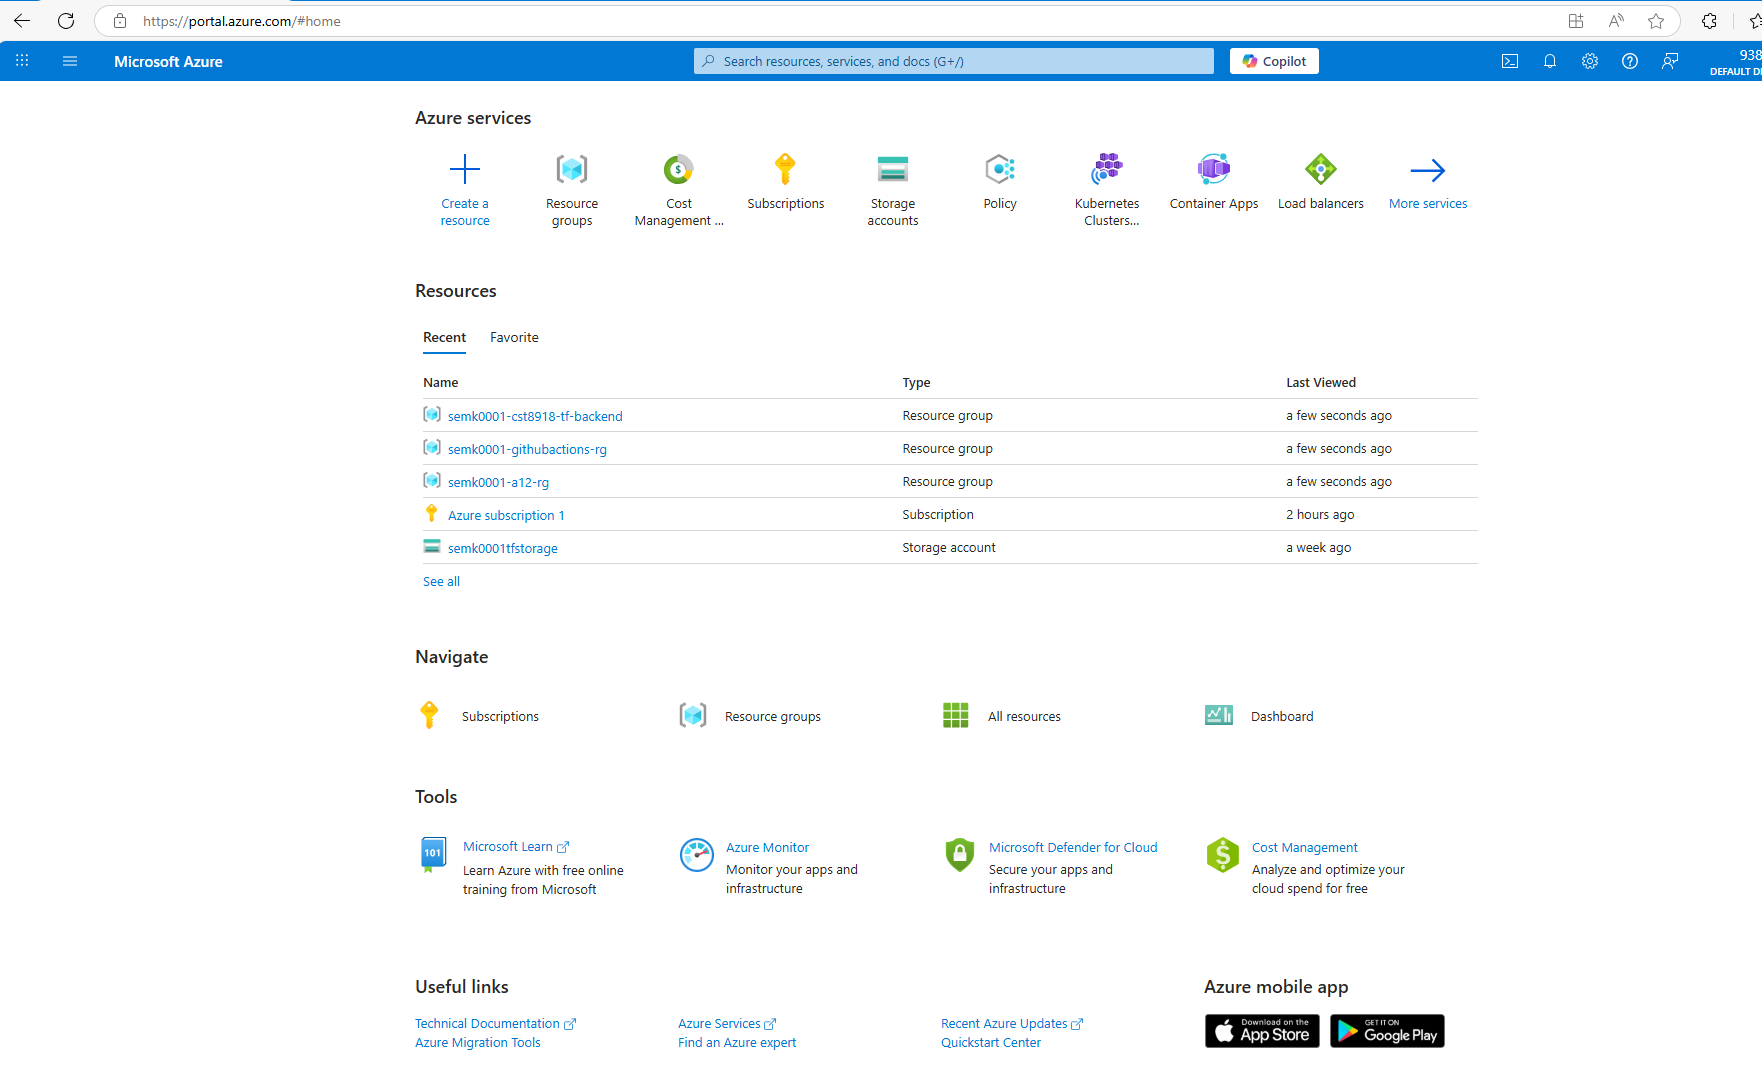 https://portal.azure.com/#home
Microsoft Azure
Search resources, services, and docs (G+/)
Copilot
938
DEFAULT DI
Azure services
Create a
resource
Resource
groups
Cost
Management ...
Subscriptions
Storage
accounts
Policy
Kubernetes
Clusters...
Container Apps
Load balancers
More services
Resources
Recent Favorite
Name Type Last Viewed
semk0001-cst8918-tf-backend Resource group a few seconds ago
semk0001-githubactions-rg Resource group a few seconds ago
semk0001-a12-rg Resource group a few seconds ago
Azure subscription 1 Subscription 2 hours ago
semk0001tfstorage Storage account a week ago
See all
Navigate
Subscriptions Resource groups All resources Dashboard
Tools
101
Microsoft Learn
Learn Azure with free online
training from Microsoft
Azure Monitor
Monitor your apps and
infrastructure
Microsoft Defender for Cloud
Secure your apps and
infrastructure
Cost Management
Analyze and optimize your
cloud spend for free
Useful links
Technical Documentation
Azure Migration Tools
Azure Services
Find an Azure expert
Recent Azure Updates
Quickstart Center
Azure mobile app
Download on the
App Store
GET IT ON
Google Play